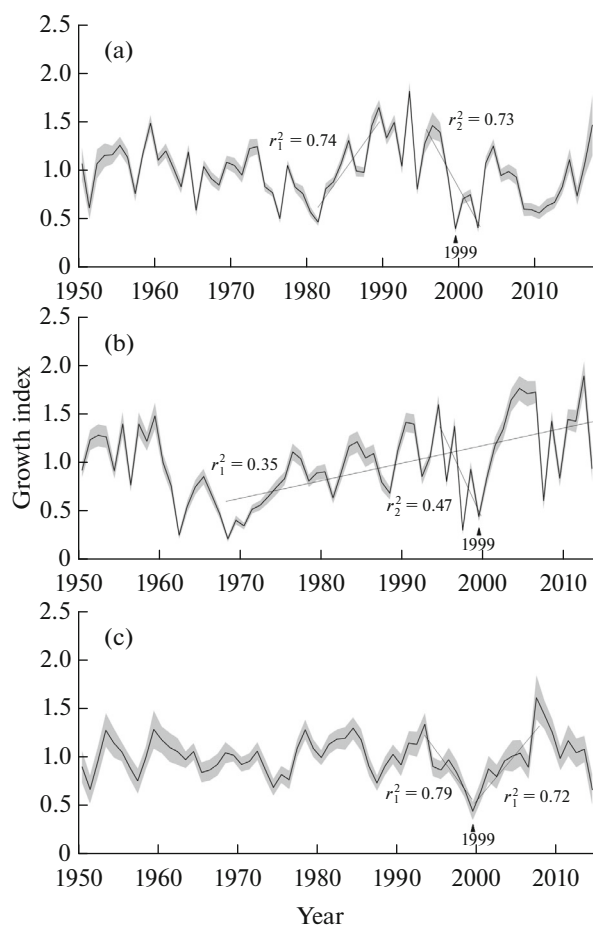 2.5
(a)
2.0
1.5
r₁² = 0.74
r₂² = 0.73
1.0
0.5
1999
0
1950 1960 1970 1980 1990 2000 2010
2.5
(b)
2.0
1.5
r₁² = 0.35
1.0
r₂² = 0.47
0.5
1999
0
1950 1960 1970 1980 1990 2000 2010
Growth index
2.5
(c)
2.0
1.5
1.0
r₁² = 0.79
r₁² = 0.72
0.5
1999
0
1950 1960 1970 1980 1990 2000 2010
Year